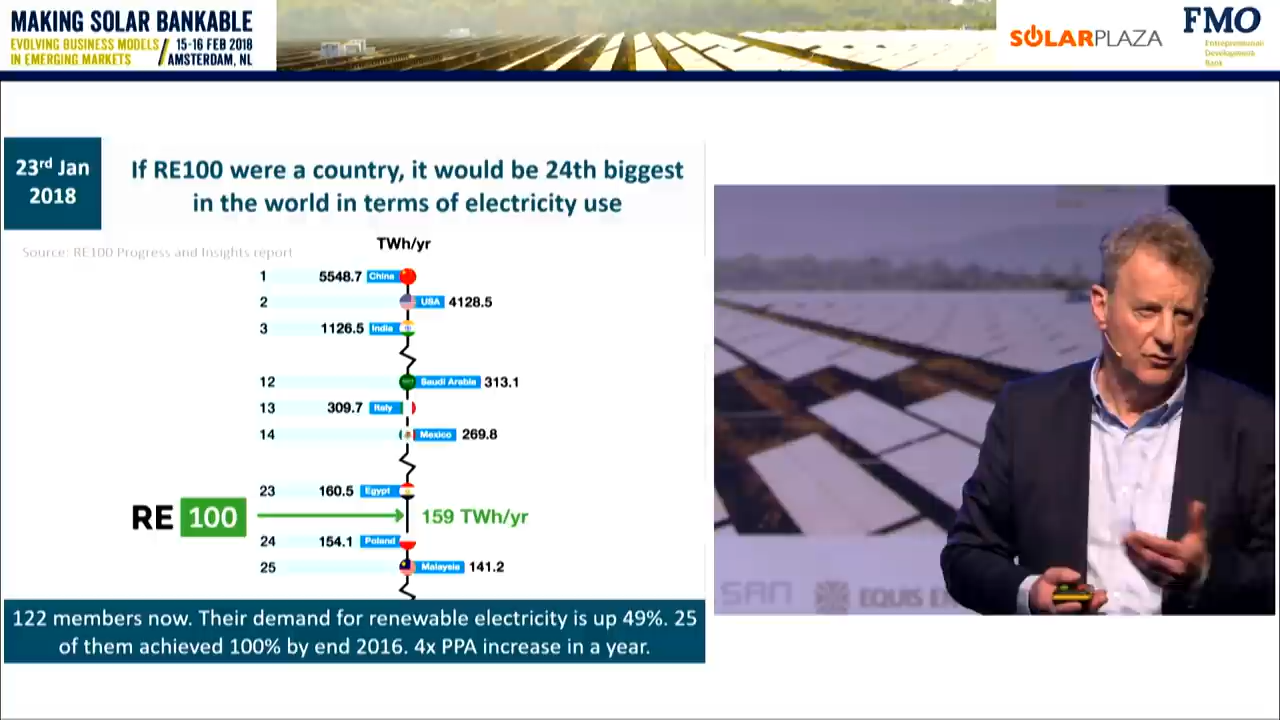 MAKING SOLAR BANKABLE
EVOLVING BUSINESS MODELS
IN EMERGING MARKETS
15-16 FEB 2018
AMSTERDAM, NL
SOLARPLAZA
FMO
Entrepreneurial
Development
Bank
23rd Jan
2018
If RE100 were a country, it would be 24th biggest
in the world in terms of electricity use
Source: RE100 Progress and Insights report
TWh/yr
1 5548.7 China
2 USA 4128.5
3 1126.5 India
12 Saudi Arabia 313.1
13 309.7 Italy
14 Mexico 269.8
23 160.5 Egypt
RE 100 159 TWh/yr
24 154.1 Poland
25 Malaysia 141.2
122 members now. Their demand for renewable electricity is up 49%. 25
of them achieved 100% by end 2016. 4x PPA increase in a year.
SAN EQUIS